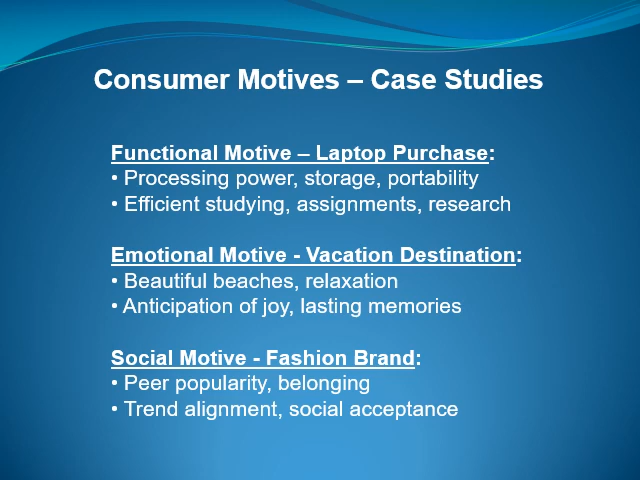 Consumer Motives – Case Studies
Functional Motive – Laptop Purchase:
• Processing power, storage, portability
• Efficient studying, assignments, research
Emotional Motive - Vacation Destination:
• Beautiful beaches, relaxation
• Anticipation of joy, lasting memories
Social Motive - Fashion Brand:
• Peer popularity, belonging
• Trend alignment, social acceptance